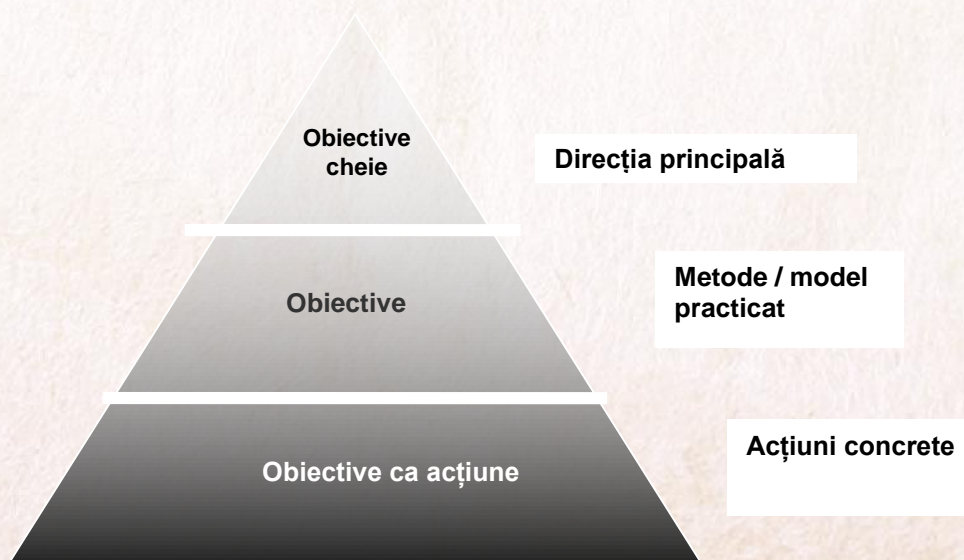 Obiective
cheie
Direcția principală
Obiective
Metode / model
practicat
Obiective ca acțiune
Acțiuni concrete